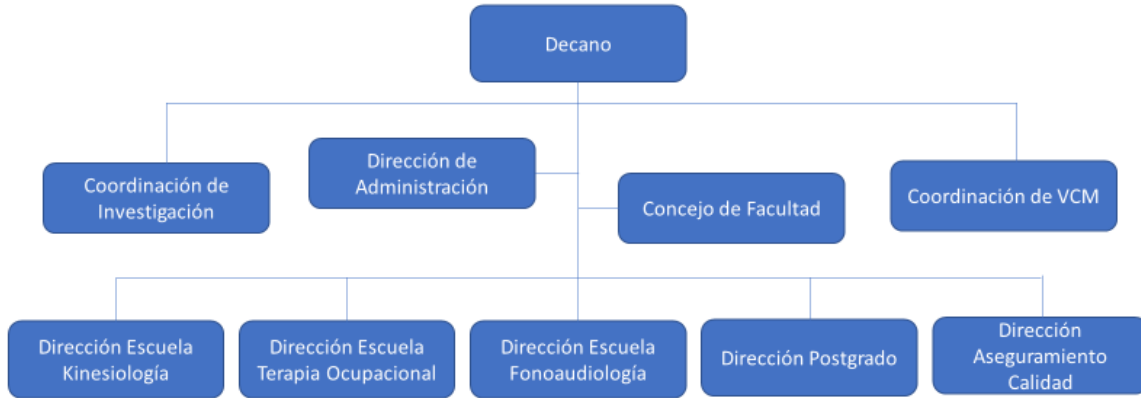 Decano
Dirección de
Administración
Coordinación de
Investigación
Concejo de Facultad
Coordinación de VCM
Dirección Escuela
Kinesiología
Dirección Escuela
Terapia Ocupacional
Dirección Escuela
Fonoaudiología
Dirección Postgrado
Dirección
Aseguramiento
Calidad